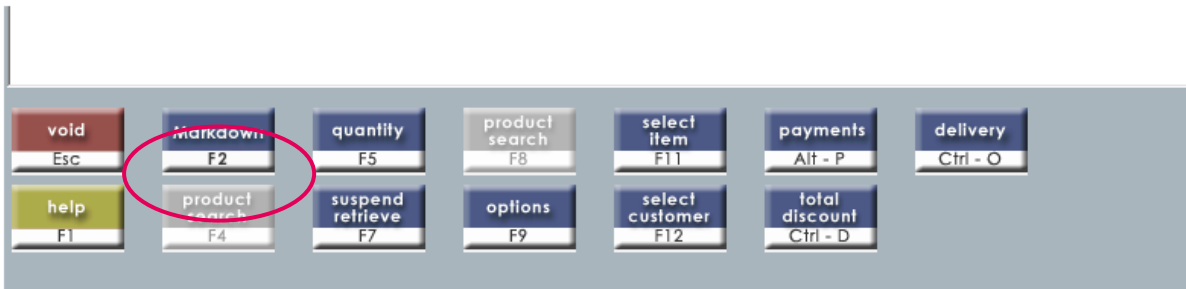 void
Esc
Markdown
F2
quantity
F5
product
search
F8
select
item
F11
payments
Alt - P
delivery
Ctrl - O
help
F1
product
search
F4
suspend
retrieve
F7
options
F9
select
customer
F12
total
discount
Ctrl - D